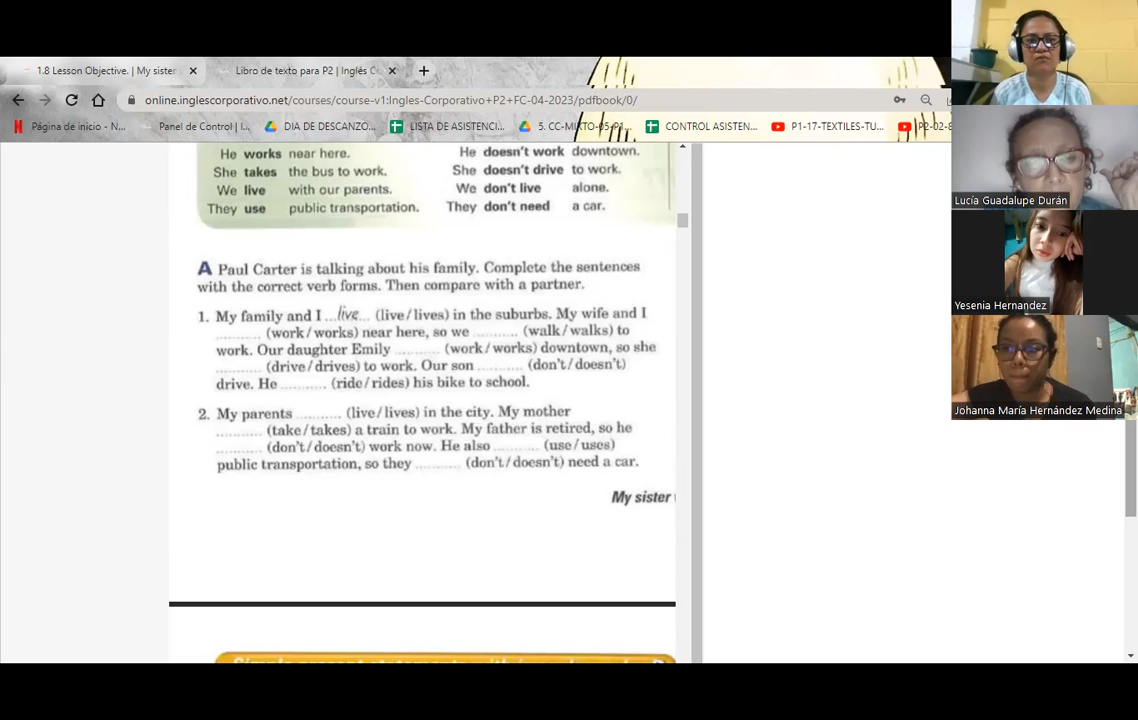 1.8 Lesson Objective. | My sister
Libro de texto para P2 | Inglés C
online.inglescorporativo.net/courses/course-v1:Ingles-Corporativo+P2+FC-04-2023/pdfbook/0/
Página de inicio - N...
Panel de Control | I...
DIA DE DESCANZO...
LISTA DE ASISTENCI...
5. CC-MIXTO-05-P1...
CONTROL ASISTEN...
P1-17-TEXTILES-TU...
P2-02-8
He works near here.
He doesn't work downtown.
She takes the bus to work.
She doesn't drive to work.
We live with our parents.
We don't live alone.
They use public transportation.
They don't need a car.
A Paul Carter is talking about his family. Complete the sentences
with the correct verb forms. Then compare with a partner.
1. My family and I ...live... (live/lives) in the suburbs. My wife and I
.......... (work/works) near here, so we .......... (walk/walks) to
work. Our daughter Emily .......... (work/works) downtown, so she
.......... (drive/drives) to work. Our son .......... (don't/doesn't)
drive. He .......... (ride/rides) his bike to school.
2. My parents .......... (live/lives) in the city. My mother
.......... (take/takes) a train to work. My father is retired, so he
.......... (don't/doesn't) work now. He also .......... (use/uses)
public transportation, so they .......... (don't/doesn't) need a car.
My sister
Lucía Guadalupe Durán
Yesenia Hernandez
Johanna María Hernández Medina